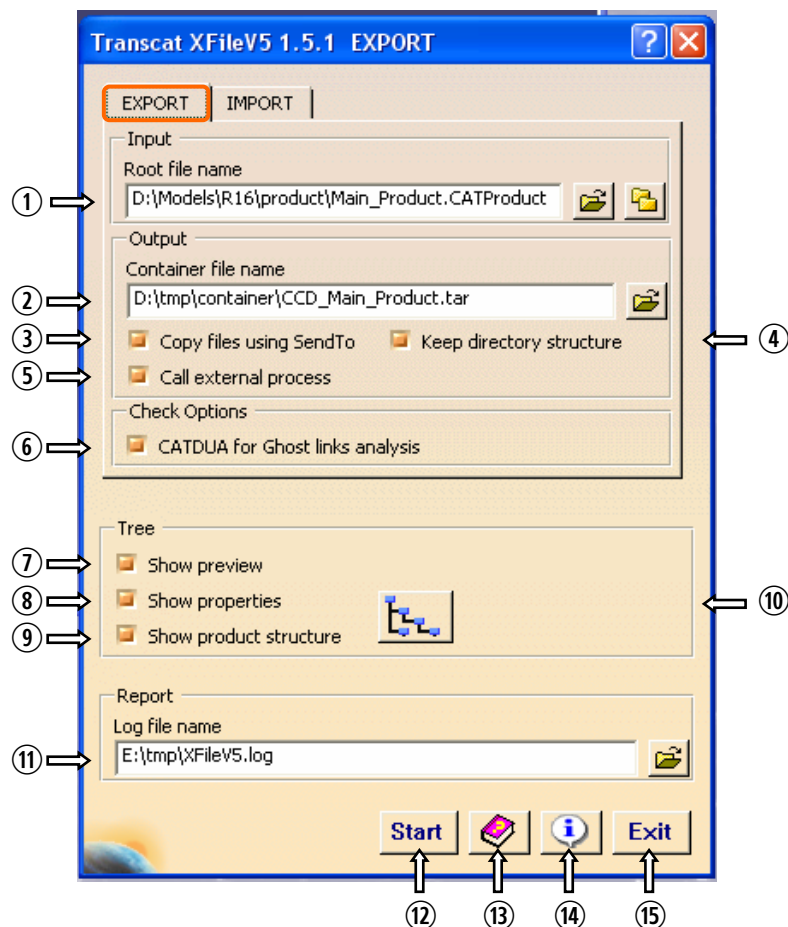 Transcat XFileV5 1.5.1 EXPORT
EXPORT IMPORT
Input
Root file name
① D:\Models\R16\product\Main_Product.CATProduct
Output
Container file name
② D:\tmp\container\CCD_Main_Product.tar
③ Copy files using SendTo Keep directory structure ④
⑤ Call external process
Check Options
⑥ CATDUA for Ghost links analysis
Tree
⑦ Show preview
⑧ Show properties ⑩
⑨ Show product structure
Report
Log file name
⑪ E:\tmp\XFileV5.log
Start Exit
⑫ ⑬ ⑭ ⑮